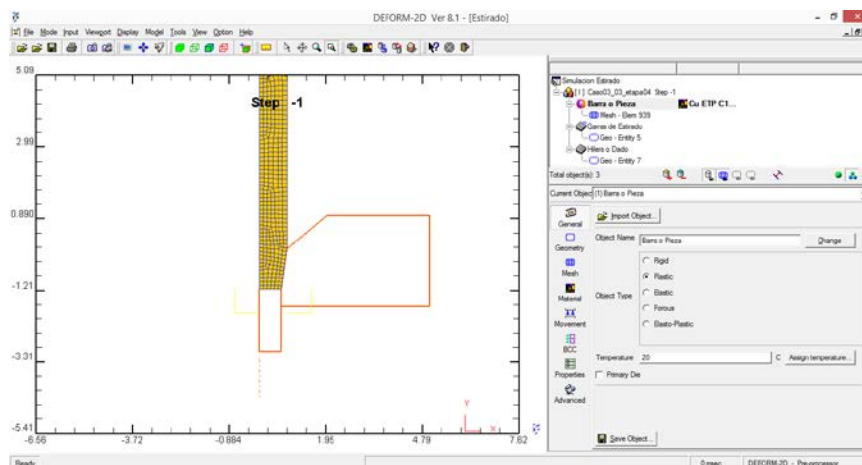 DEFORM-2D Ver 8.1 - [Estirado]
File Mode Input Viewport Display Model Tools View Option Help
5.09
Step -1
2.99
0.890
-1.21
-3.31
-5.41
-6.56 -3.72 -0.884 1.95 4.79 7.62
Y
X
Simulacion Estirado
[1] Caso03_03_etapa04 Step -1
Barra o Pieza Cu ETP C1...
Mesh - Elem 939
Garras de Estirado
Geo - Entity 5
Hilera o Dado
Geo - Entity 7
Total object(s): 3
Current Object (1) Barra o Pieza
General
Import Object...
Geometry
Object Name Barra o Pieza Change
Mesh
Rigid
Plastic
Material
Object Type
Elastic
Porous
Movement
Elasto-Plastic
BCC
Temperature 20 C Assign temperature...
Properties
Primary Die
Advanced
Save Object...
Ready 0 msec DEFORM-2D - Pre-processor